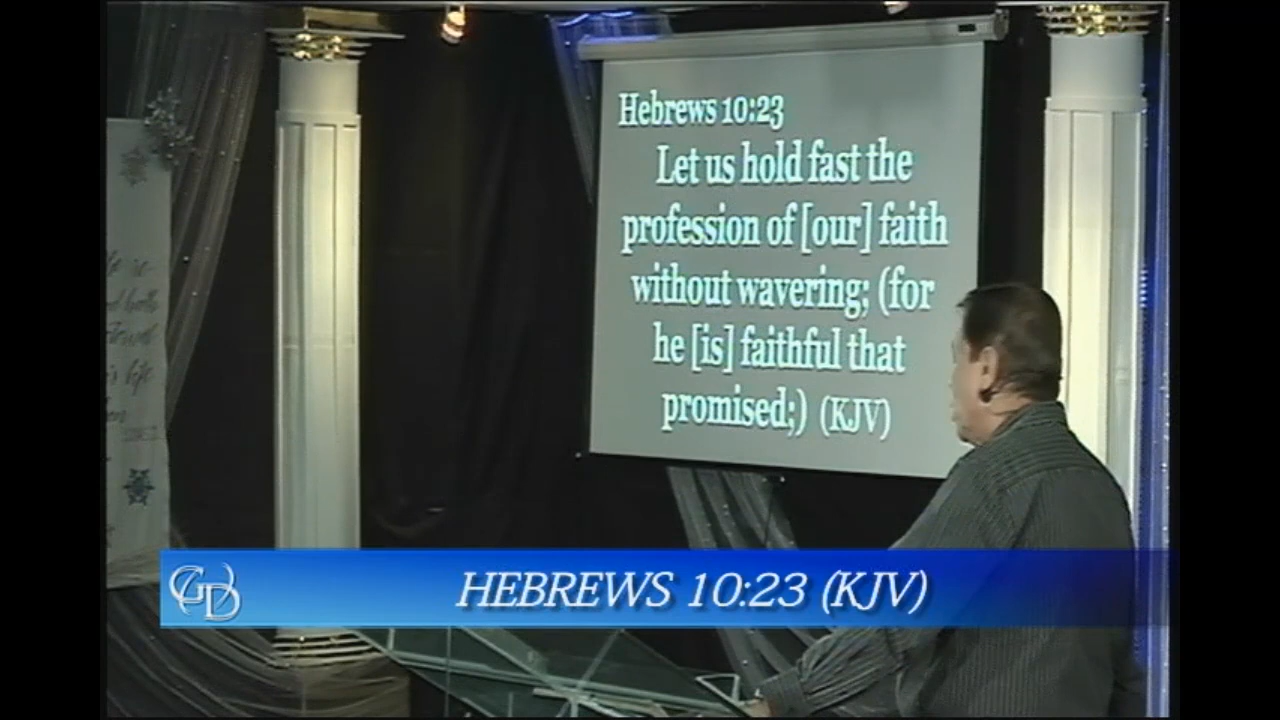 Hebrews 10:23
Let us hold fast the
profession of [our] faith
without wavering; (for
he [is] faithful that
promised;) (KJV)
GD HEBREWS 10:23 (KJV)